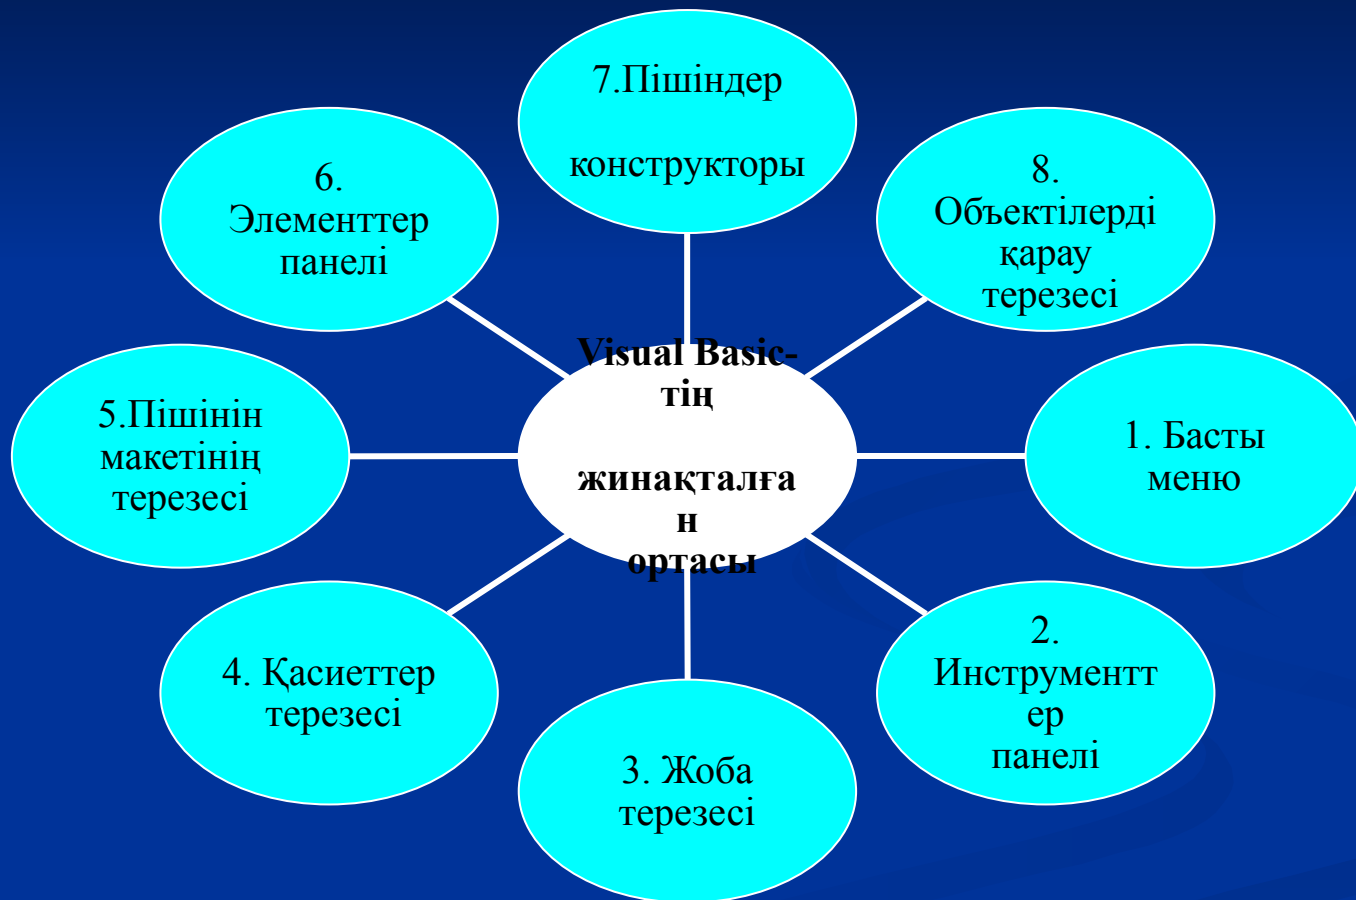 7.Пішіндер
конструкторы
8.
Объектілерді
қарау
терезесі
1. Басты
меню
2.
Инструментт
ер
панелі
3. Жоба
терезесі
4. Қасиеттер
терезесі
5.Пішінін
макетінің
терезесі
6.
Элементтер
панелі
Visual Basic-
тің
жинақталға
н
ортасы